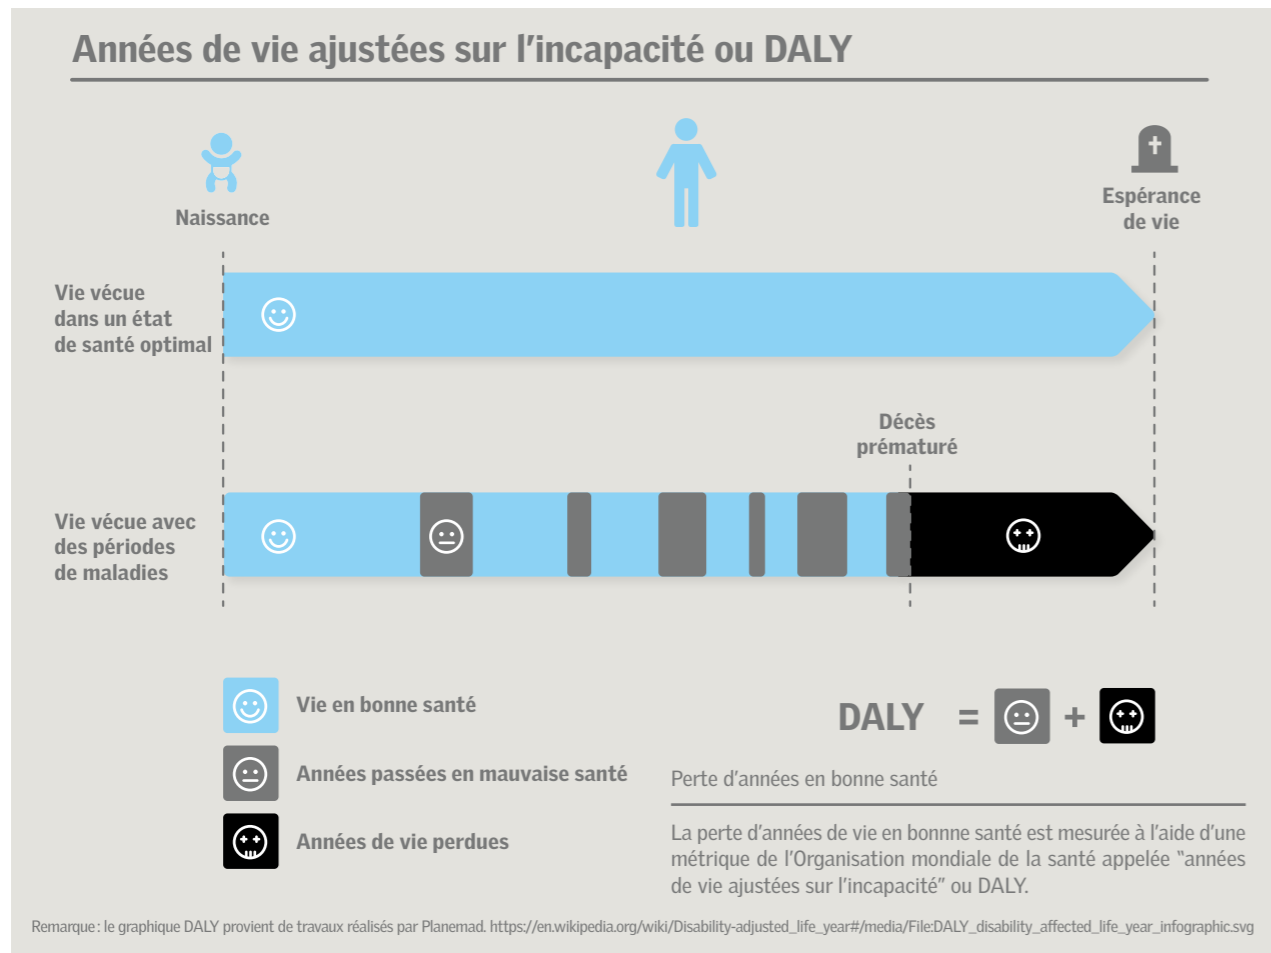 Années de vie ajustées sur l'incapacité ou DALY
Naissance
Espérance
de vie
Vie vécue
dans un état
de santé optimal
Décès
prématuré
Vie vécue avec
des périodes
de maladies
Vie en bonne santé
Années passées en mauvaise santé
Années de vie perdues
DALY = +
Perte d'années en bonne santé
La perte d'années de vie en bonnne santé est mesurée à l'aide d'une
métrique de l'Organisation mondiale de la santé appelée "années
de vie ajustées sur l'incapacité" ou DALY.
Remarque : le graphique DALY provient de travaux réalisés par Planemad. https://en.wikipedia.org/wiki/Disability-adjusted_life_year#/media/File:DALY_disability_affected_life_year_infographic.svg